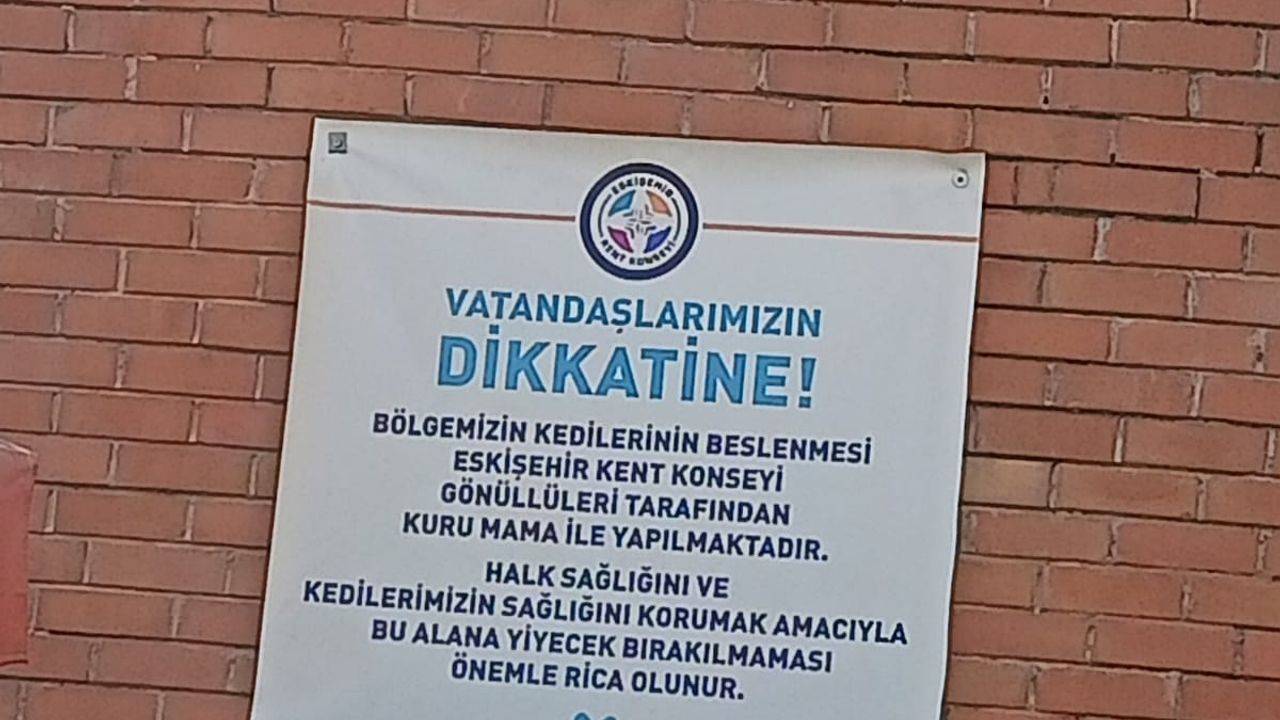 ESKİŞEHİR
KENT KONSEYİ
VATANDAŞLARIMIZIN
DİKKATİNE!
BÖLGEMİZİN KEDİLERİNİN BESLENMESİ
ESKİŞEHİR KENT KONSEYİ
GÖNÜLLÜLERİ TARAFINDAN
KURU MAMA İLE YAPILMAKTADIR.
HALK SAĞLIĞINI VE
KEDİLERİMİZİN SAĞLIĞINI KORUMAK AMACIYLA
BU ALANA YİYECEK BIRAKILMAMASI
ÖNEMLE RİCA OLUNUR.